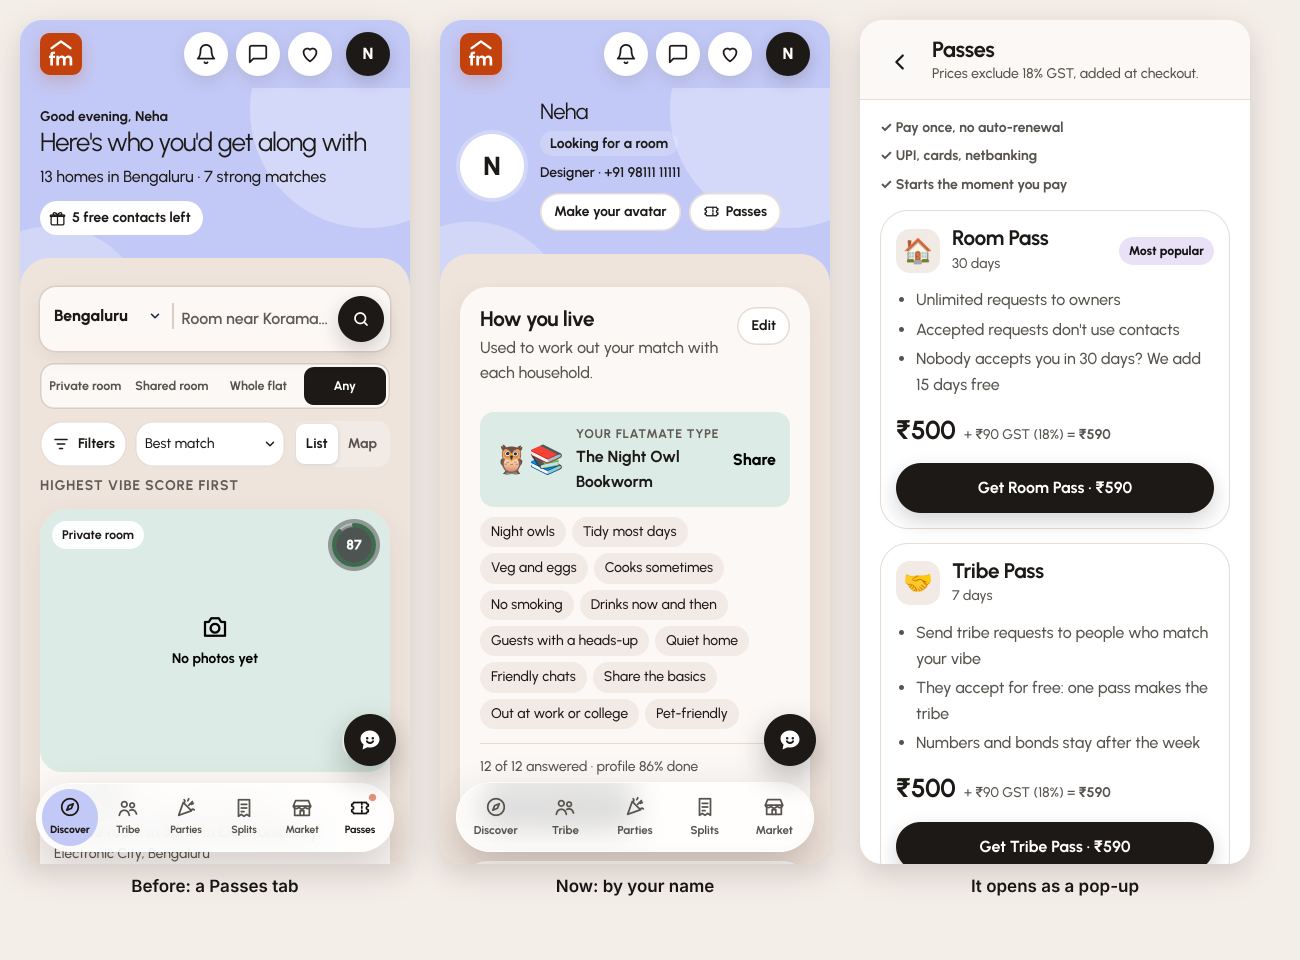 fm
N
Good evening, Neha
Here's who you'd get along with
13 homes in Bengaluru · 7 strong matches
5 free contacts left
Bengaluru
Room near Korama...
Private room
Shared room
Whole flat
Any
Filters
Best match
List
Map
HIGHEST VIBE SCORE FIRST
Private room
87
No photos yet
Discover
Tribe
Parties
Splits
Market
Passes
Electronic City, Bengaluru
Before: a Passes tab
fm
N
Neha
N
Looking for a room
Designer · +91 98111 11111
Make your avatar
Passes
How you live
Edit
Used to work out your match with
each household.
YOUR FLATMATE TYPE
The Night Owl
Bookworm
Share
Night owls
Tidy most days
Veg and eggs
Cooks sometimes
No smoking
Drinks now and then
Guests with a heads-up
Quiet home
Friendly chats
Share the basics
Out at work or college
Pet-friendly
12 of 12 answered · profile 86% done
Discover
Tribe
Parties
Splits
Market
Now: by your name
Passes
Prices exclude 18% GST, added at checkout.
✓ Pay once, no auto-renewal
✓ UPI, cards, netbanking
✓ Starts the moment you pay
Room Pass
30 days
Most popular
• Unlimited requests to owners
• Accepted requests don't use contacts
• Nobody accepts you in 30 days? We add
15 days free
₹500 + ₹90 GST (18%) = ₹590
Get Room Pass · ₹590
Tribe Pass
7 days
• Send tribe requests to people who match
your vibe
• They accept for free: one pass makes the
tribe
• Numbers and bonds stay after the week
₹500 + ₹90 GST (18%) = ₹590
Get Tribe Pass · ₹590
It opens as a pop-up